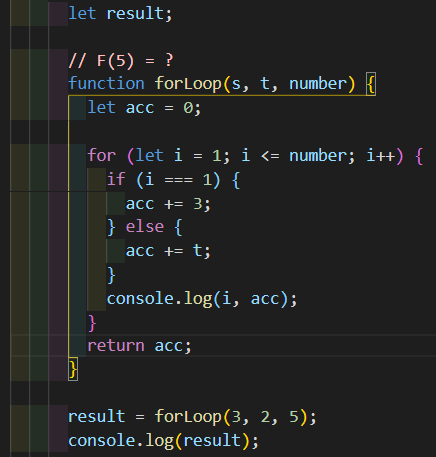 let result;
// F(5) = ?
function forLoop(s, t, number) {
let acc = 0;
for (let i = 1; i <= number; i++) {
if (i === 1) {
acc += 3;
} else {
acc += t;
}
console.log(i, acc);
}
return acc;
}
result = forLoop(3, 2, 5);
console.log(result);